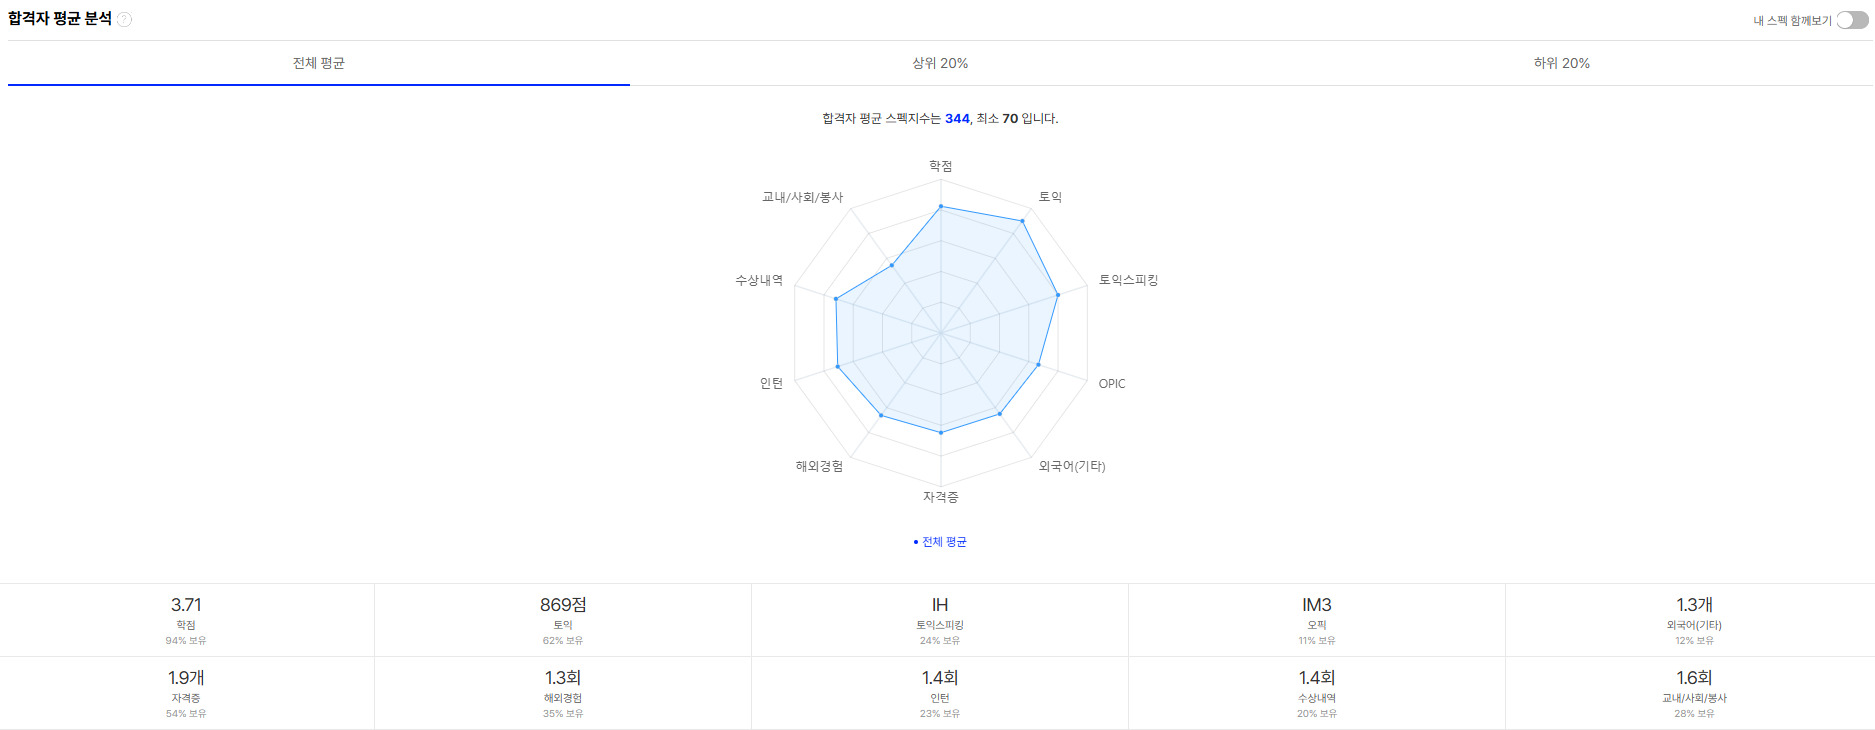 합격자 평균 분석 ?
내 스펙 함께보기
전체 평균
상위 20%
하위 20%
합격자 평균 스펙지수는 344, 최소 70 입니다.
학점
교내/사회/봉사
토익
수상내역
토익스피킹
인턴
OPIC
해외경험
외국어(기타)
자격증
• 전체 평균
3.71
학점
94% 보유
869점
토익
62% 보유
IH
토익스피킹
24% 보유
IM3
오픽
11% 보유
1.3개
외국어(기타)
12% 보유
1.9개
자격증
54% 보유
1.3회
해외경험
35% 보유
1.4회
인턴
23% 보유
1.4회
수상내역
20% 보유
1.6회
교내/사회/봉사
28% 보유